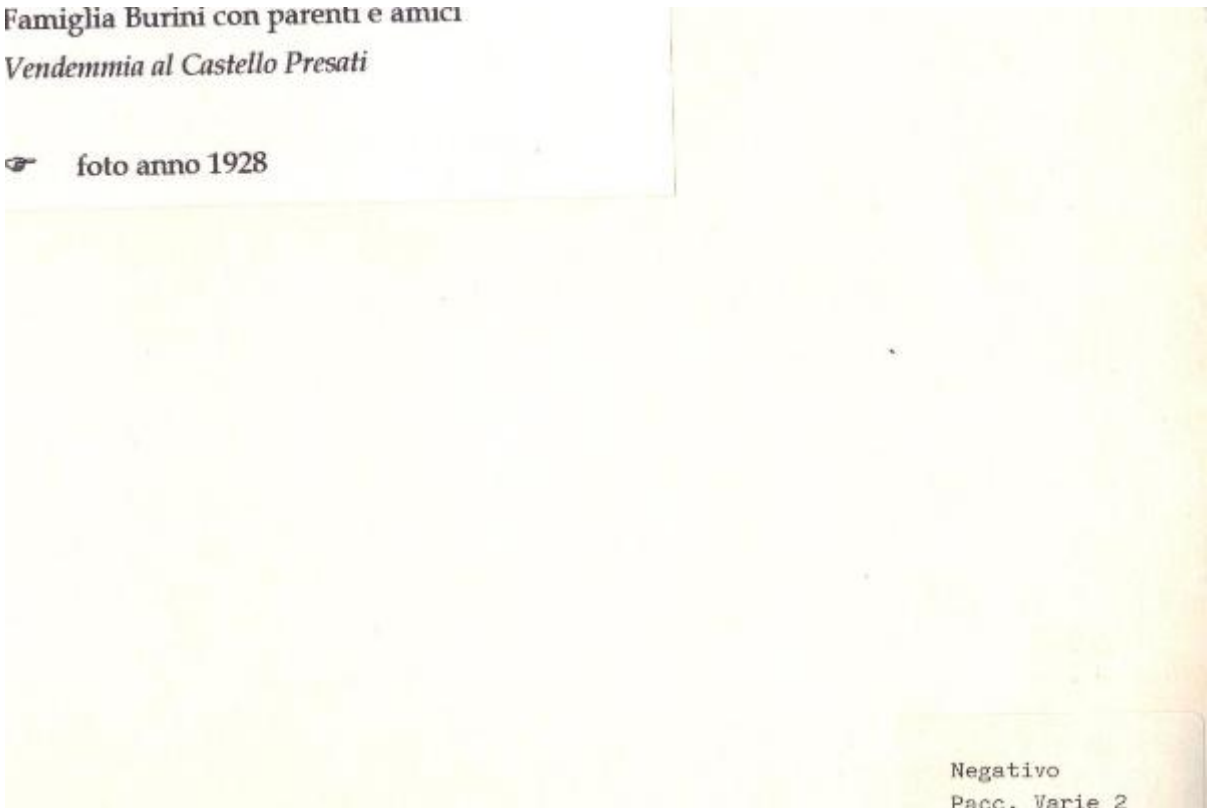 Famiglia Burini con parenti e amici
Vendemmia al Castello Presati
☞ foto anno 1928
Negativo
Pacc. Varie 2